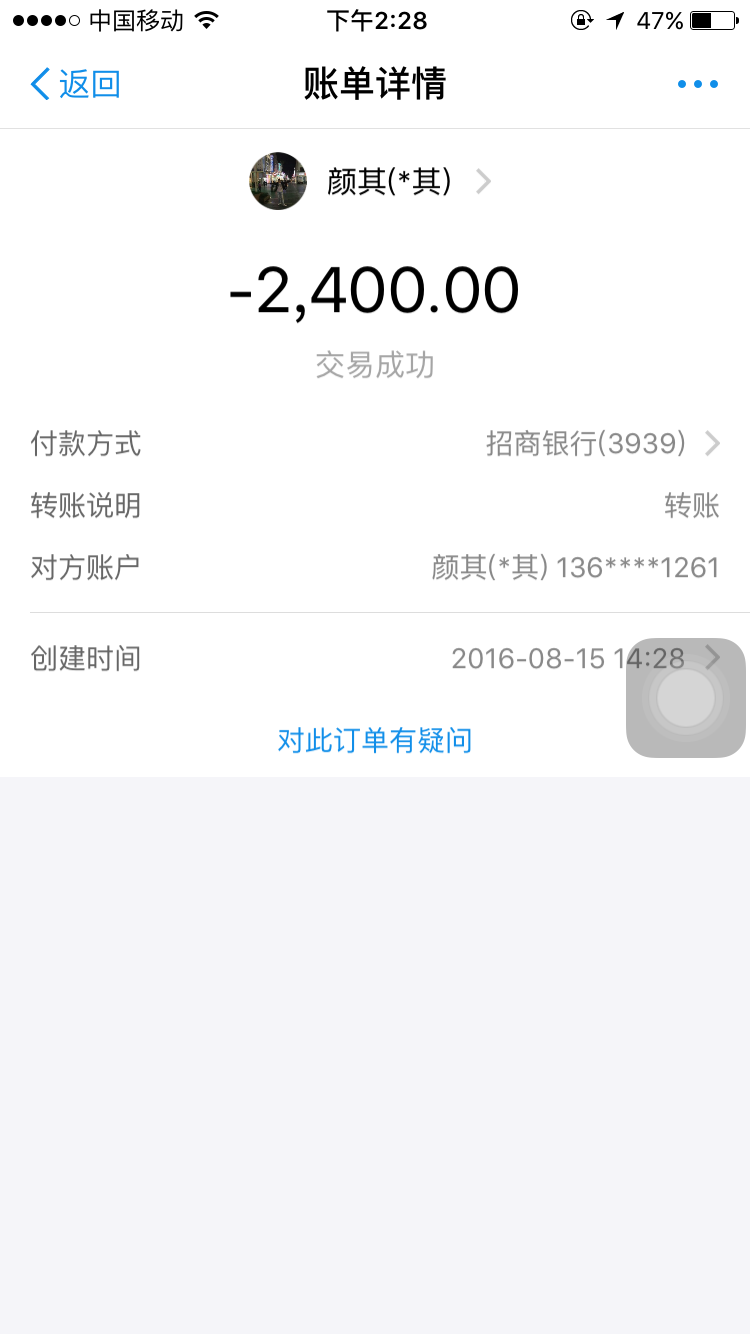 中国移动 下午2:28 47%
返回 账单详情
颜其(*其)
-2,400.00
交易成功
付款方式 招商银行(3939)
转账说明 转账
对方账户 颜其(*其) 136****1261
创建时间 2016-08-15 14:28
对此订单有疑问